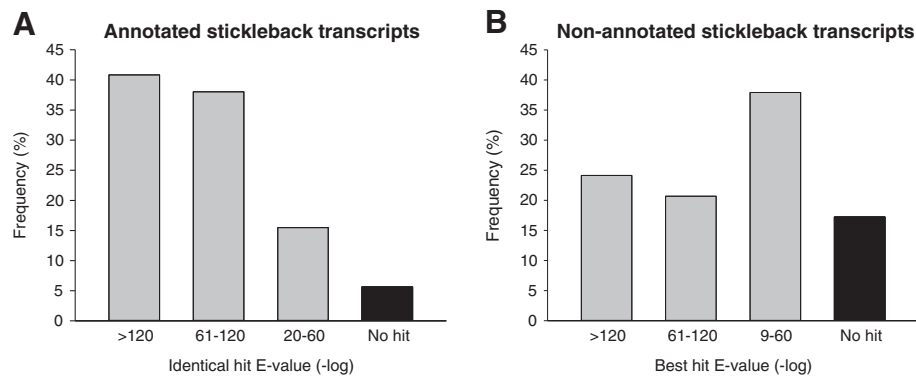 A
Annotated stickleback transcripts
45
40
35
30
25
20
15
10
5
0
Frequency (%)
>120 61-120 20-60 No hit
Identical hit E-value (-log)
B
Non-annotated stickleback transcripts
45
40
35
30
25
20
15
10
5
0
Frequency (%)
>120 61-120 9-60 No hit
Best hit E-value (-log)